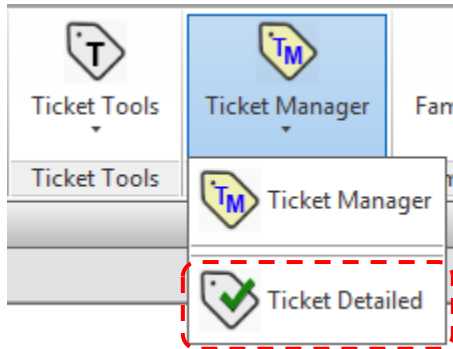 T
TM
Ticket Tools
Ticket Manager
Fam
Ticket Tools
TM
Ticket Manager
Ticket Detailed